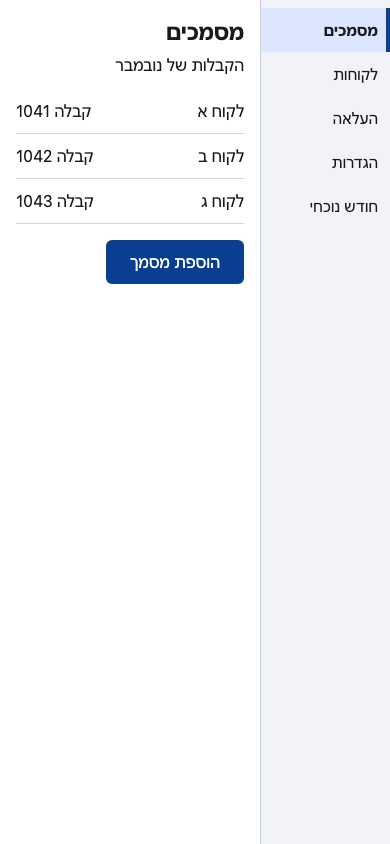 מסמכים
לקוחות
העלאה
הגדרות
חודש נוכחי
מסמכים
הקבלות של נובמבר
לקוח א קבלה 1041
לקוח ב קבלה 1042
לקוח ג קבלה 1043
הוספת מסמך